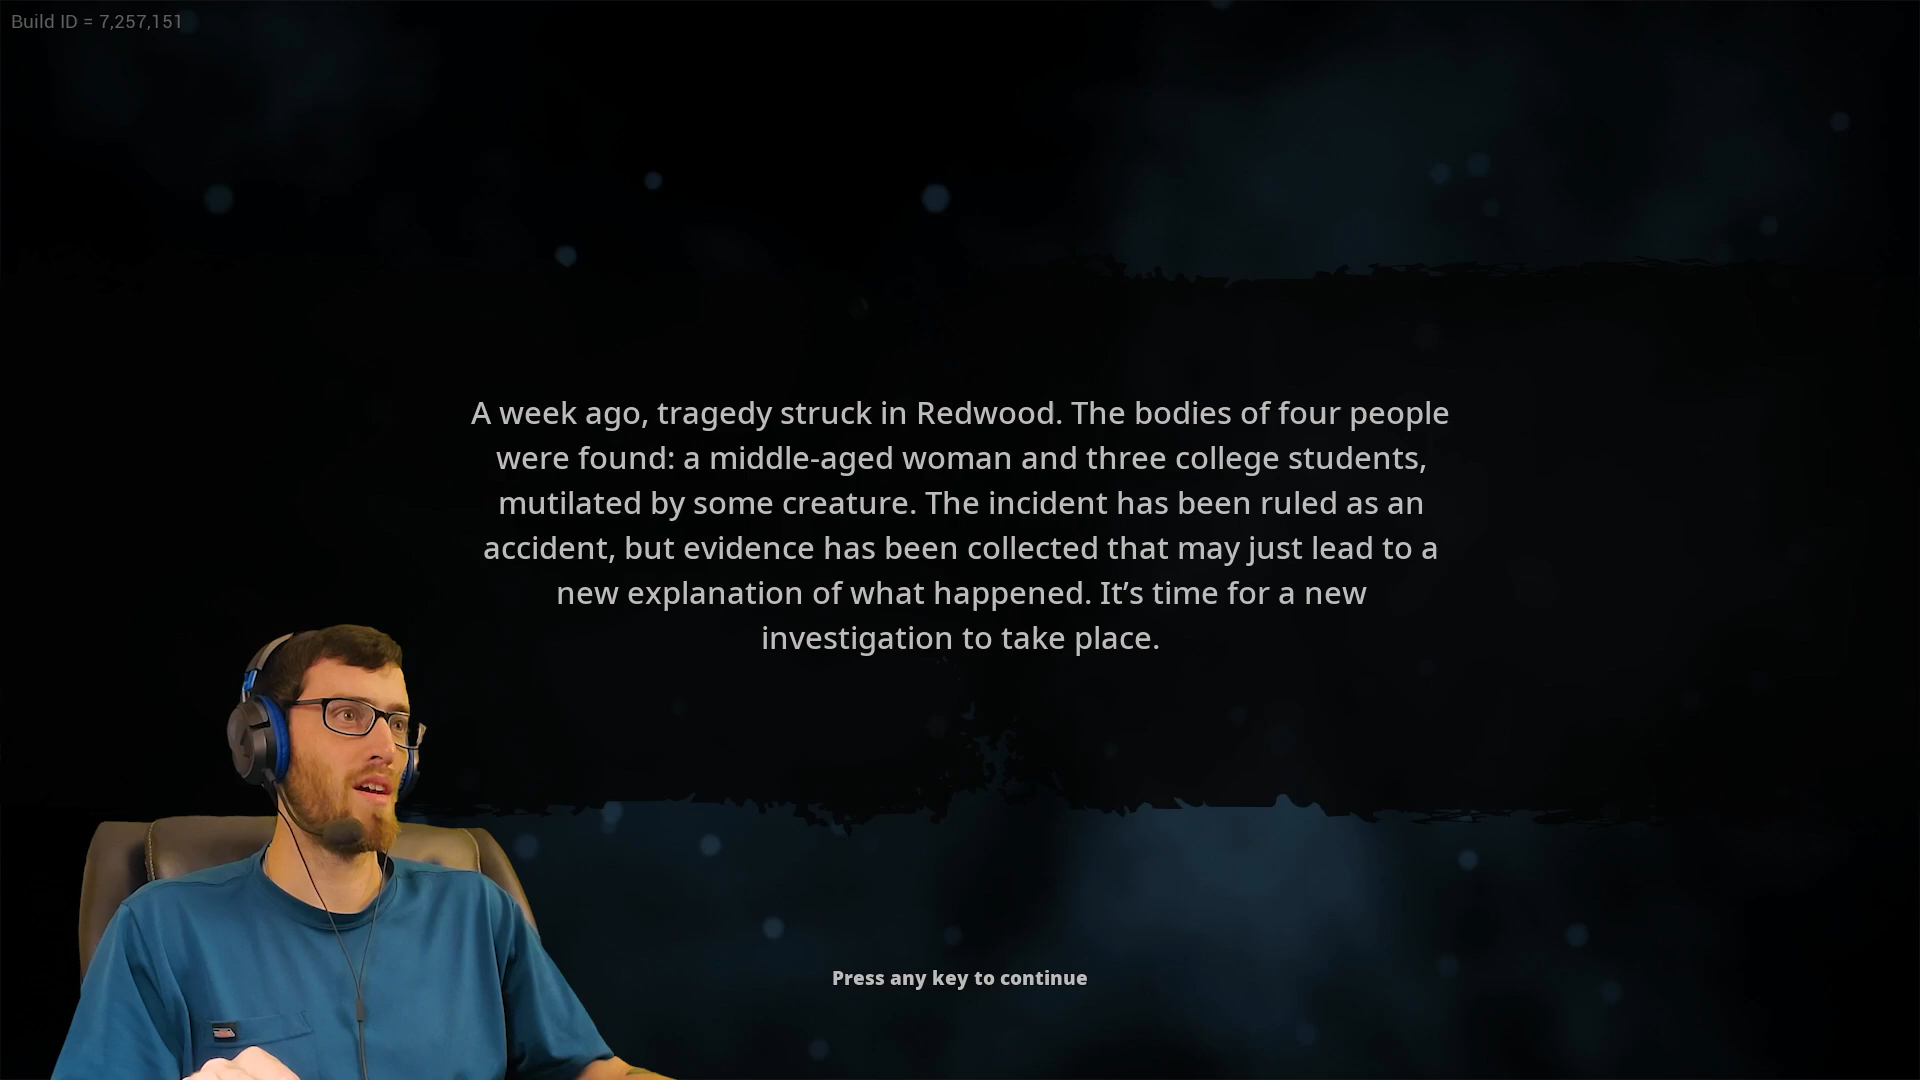 Build ID = 7,257,151
A week ago, tragedy struck in Redwood. The bodies of four people
were found: a middle-aged woman and three college students,
mutilated by some creature. The incident has been ruled as an
accident, but evidence has been collected that may just lead to a
new explanation of what happened. It’s time for a new
investigation to take place.
Press any key to continue